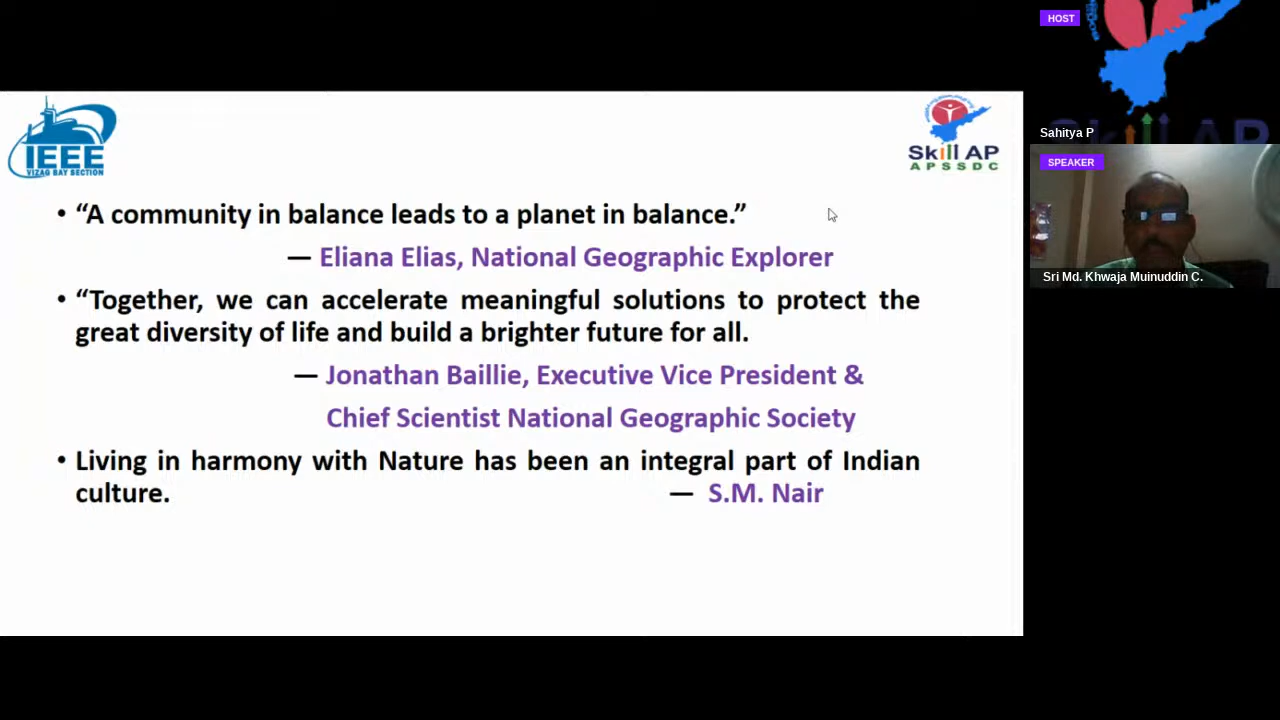 HOST
Sahitya P
SPEAKER
Sri Md. Khwaja Muinuddin C.
IEEE
VIZAG BAY SECTION
Skill AP
APSSDC
• “A community in balance leads to a planet in balance.”
— Eliana Elias, National Geographic Explorer
• “Together, we can accelerate meaningful solutions to protect the
great diversity of life and build a brighter future for all.
— Jonathan Baillie, Executive Vice President &
Chief Scientist National Geographic Society
• Living in harmony with Nature has been an integral part of Indian
culture. — S.M. Nair